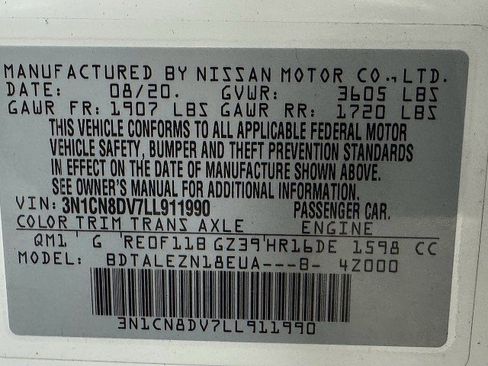 MANUFACTURED BY NISSAN MOTOR CO., LTD.
DATE: 08/20. GVWR: 3605 LBS
GAWR FR: 1907 LBS GAWR RR: 1720 LBS
THIS VEHICLE CONFORMS TO ALL APPLICABLE FEDERAL MOTOR
VEHICLE SAFETY, BUMPER AND THEFT PREVENTION STANDARDS
IN EFFECT ON THE DATE OF MANUFACTURE SHOWN ABOVE.
SEE OWNER'S MANUAL FOR ADDITIONAL INFORMATION.
VIN: 3N1CN8DV7LL911990 PASSENGER CAR.
COLOR TRIM TRANS AXLE ENGINE
QM1 G RE0F11B GZ39 HR16DE 1598 CC
MODEL: BDTALEZN18EUA---B- 4Z000
3N1CN8DV7LL911990